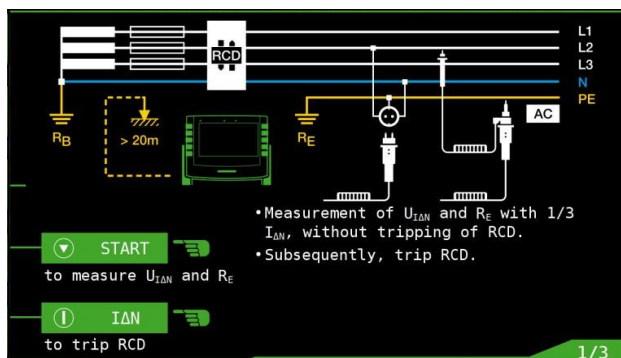 L1
L2
L3
N
PE
RCD
AC
RB
> 20m
RE
•Measurement of UIΔN and RE with 1/3
IΔN, without tripping of RCD.
•Subsequently, trip RCD.
START
to measure UIΔN and RE
IΔN
to trip RCD
1/3